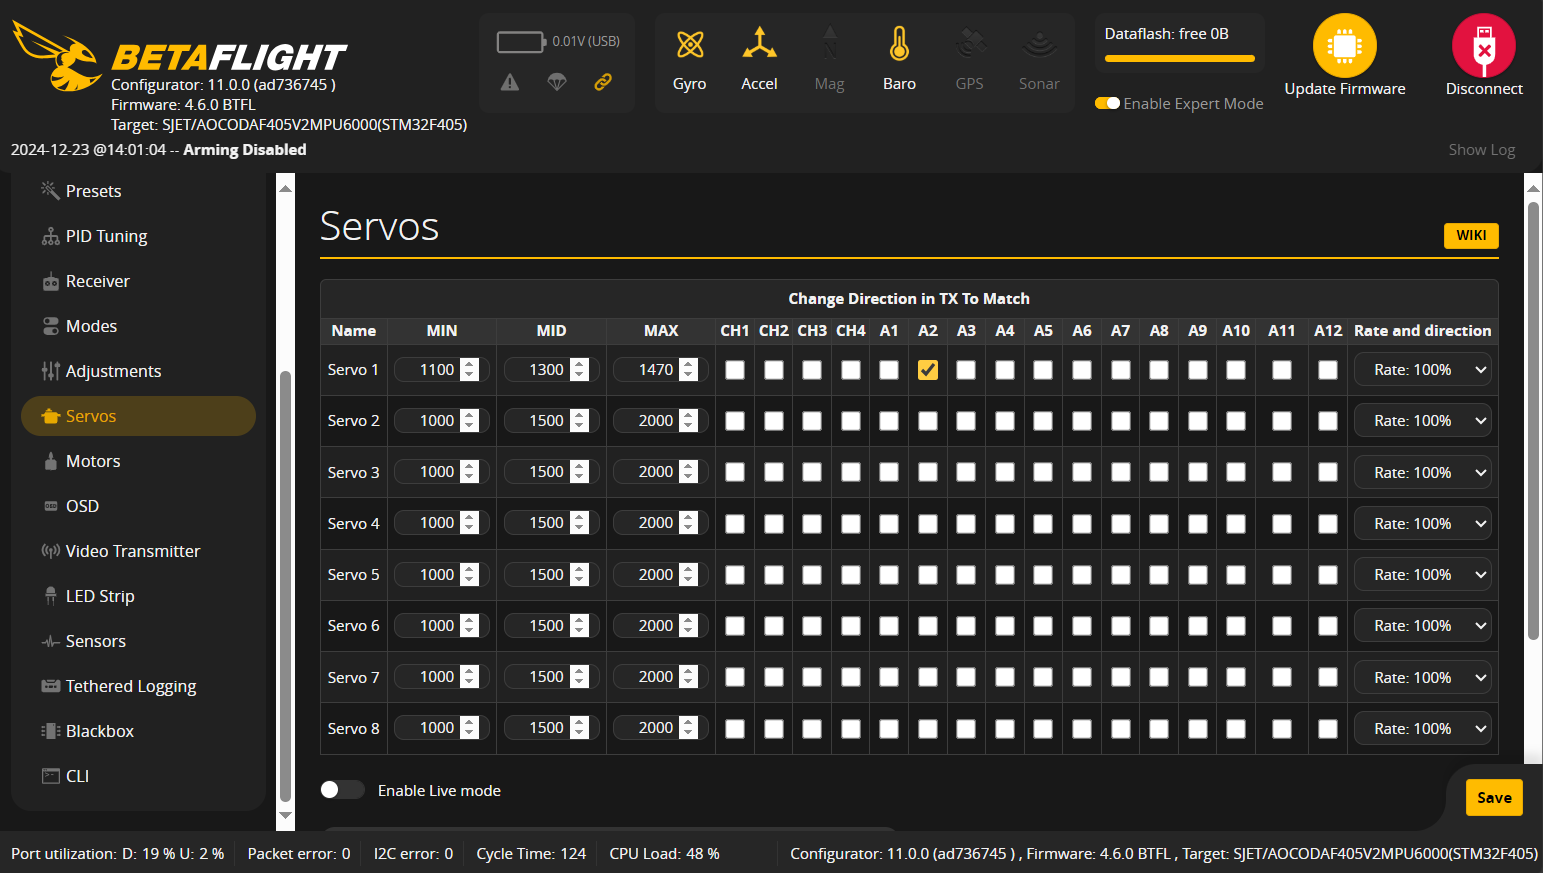 BETAFLIGHT
Configurator: 11.0.0 (ad736745 )
Firmware: 4.6.0 BTFL
Target: SJET/AOCODAF405V2MPU6000(STM32F405)
0.01V (USB)
Gyro Accel Mag Baro GPS Sonar
Dataflash: free 0B
Enable Expert Mode
Update Firmware
Disconnect
2024-12-23 @14:01:04 -- Arming Disabled
Show Log
Presets
PID Tuning
Receiver
Modes
Adjustments
Servos
Motors
OSD
Video Transmitter
LED Strip
Sensors
Tethered Logging
Blackbox
CLI
Servos
WIKI
Change Direction in TX To Match
Name MIN MID MAX CH1 CH2 CH3 CH4 A1 A2 A3 A4 A5 A6 A7 A8 A9 A10 A11 A12 Rate and direction
Servo 1 1100 1300 1470 Rate: 100%
Servo 2 1000 1500 2000 Rate: 100%
Servo 3 1000 1500 2000 Rate: 100%
Servo 4 1000 1500 2000 Rate: 100%
Servo 5 1000 1500 2000 Rate: 100%
Servo 6 1000 1500 2000 Rate: 100%
Servo 7 1000 1500 2000 Rate: 100%
Servo 8 1000 1500 2000 Rate: 100%
Enable Live mode
Save
Port utilization: D: 19 % U: 2 % Packet error: 0 I2C error: 0 Cycle Time: 124 CPU Load: 48 % Configurator: 11.0.0 (ad736745 ) , Firmware: 4.6.0 BTFL , Target: SJET/AOCODAF405V2MPU6000(STM32F405)